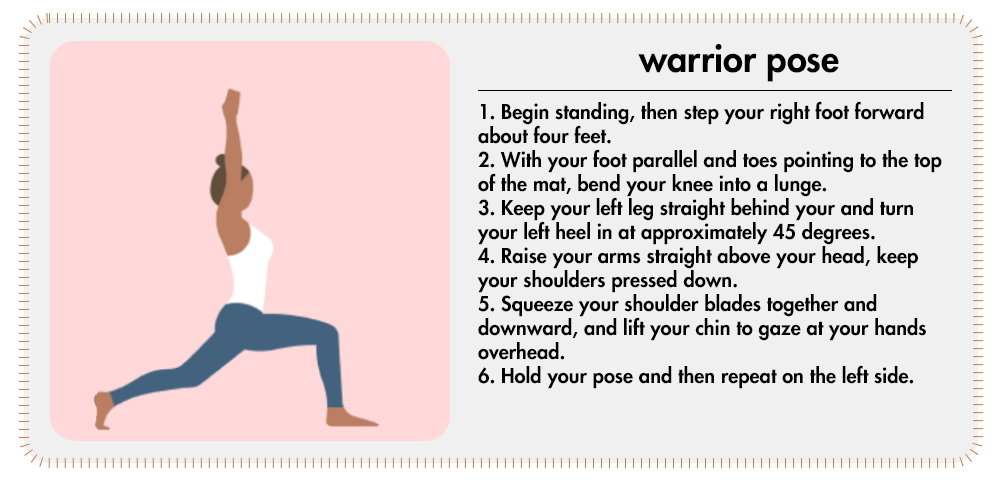 warrior pose
1. Begin standing, then step your right foot forward
about four feet.
2. With your foot parallel and toes pointing to the top
of the mat, bend your knee into a lunge.
3. Keep your left leg straight behind your and turn
your left heel in at approximately 45 degrees.
4. Raise your arms straight above your head, keep
your shoulders pressed down.
5. Squeeze your shoulder blades together and
downward, and lift your chin to gaze at your hands
overhead.
6. Hold your pose and then repeat on the left side.